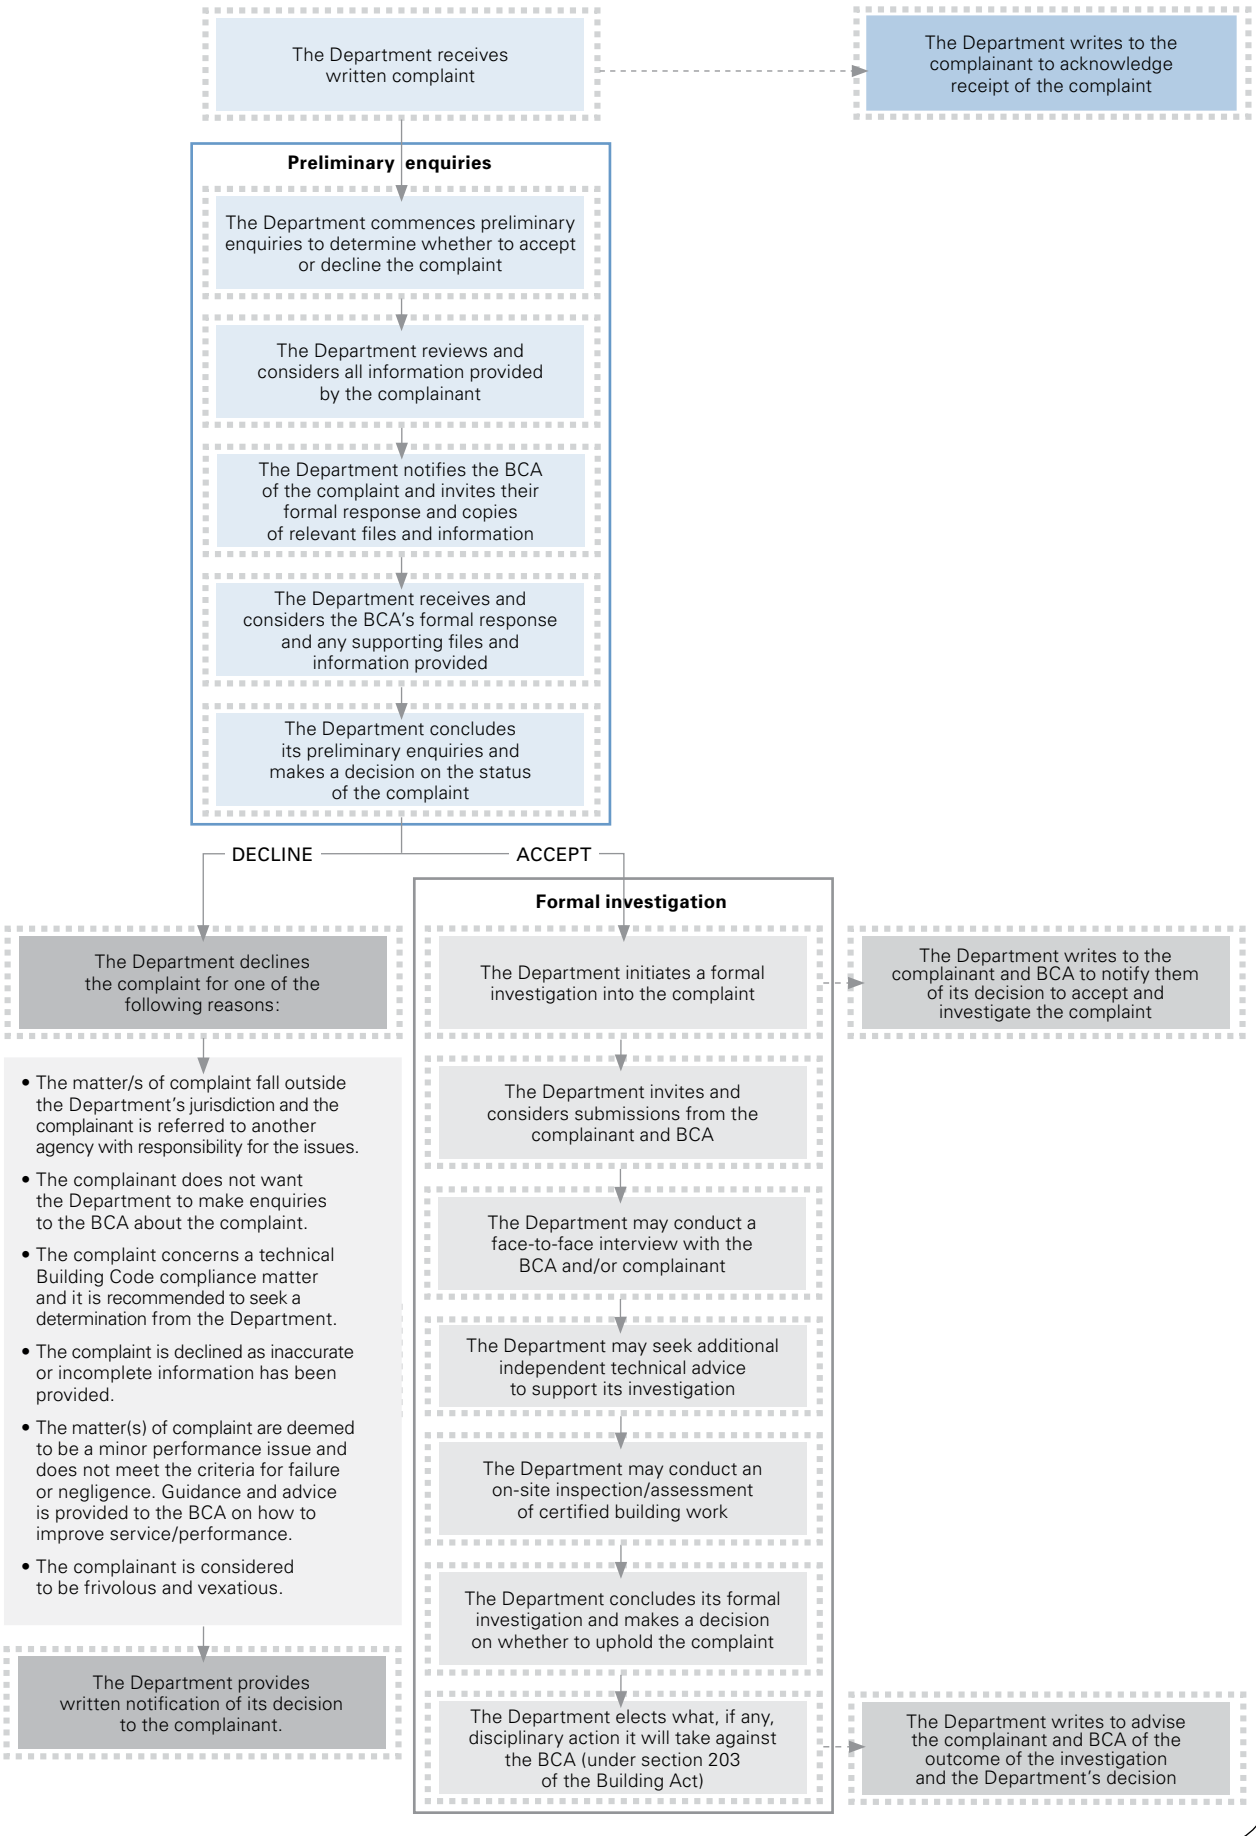 The Department receives
written complaint
The Department writes to the
complainant to acknowledge
receipt of the complaint
Preliminary enquiries
The Department commences preliminary
enquiries to determine whether to accept
or decline the complaint
The Department reviews and
considers all information provided
by the complainant
The Department notifies the BCA
of the complaint and invites their
formal response and copies
of relevant files and information
The Department receives and
considers the BCA's formal response
and any supporting files and
information provided
The Department concludes
its preliminary enquiries and
makes a decision on the status
of the complaint
DECLINE
ACCEPT
The Department declines
the complaint for one of the
following reasons:
• The matter/s of complaint fall outside
the Department's jurisdiction and the
complainant is referred to another
agency with responsibility for the issues.
• The complainant does not want
the Department to make enquiries
to the BCA about the complaint.
• The complaint concerns a technical
Building Code compliance matter
and it is recommended to seek a
determination from the Department.
• The complaint is declined as inaccurate
or incomplete information has been
provided.
• The matter(s) of complaint are deemed
to be a minor performance issue and
does not meet the criteria for failure
or negligence. Guidance and advice
is provided to the BCA on how to
improve service/performance.
• The complainant is considered
to be frivolous and vexatious.
The Department provides
written notification of its decision
to the complainant.
Formal investigation
The Department initiates a formal
investigation into the complaint
The Department writes to the
complainant and BCA to notify them
of its decision to accept and
investigate the complaint
The Department invites and
considers submissions from the
complainant and BCA
The Department may conduct a
face-to-face interview with the
BCA and/or complainant
The Department may seek additional
independent technical advice
to support its investigation
The Department may conduct an
on-site inspection/assessment
of certified building work
The Department concludes its formal
investigation and makes a decision
on whether to uphold the complaint
The Department elects what, if any,
disciplinary action it will take against
the BCA (under section 203
of the Building Act)
The Department writes to advise
the complainant and BCA of the
outcome of the investigation
and the Department's decision